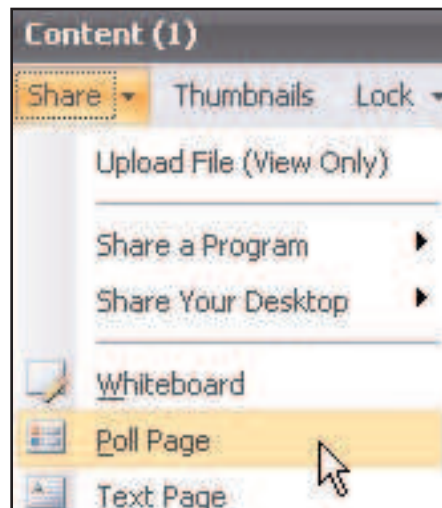 Content (1)
Share Thumbnails Lock
Upload File (View Only)
Share a Program
Share Your Desktop
Whiteboard
Poll Page
Text Page